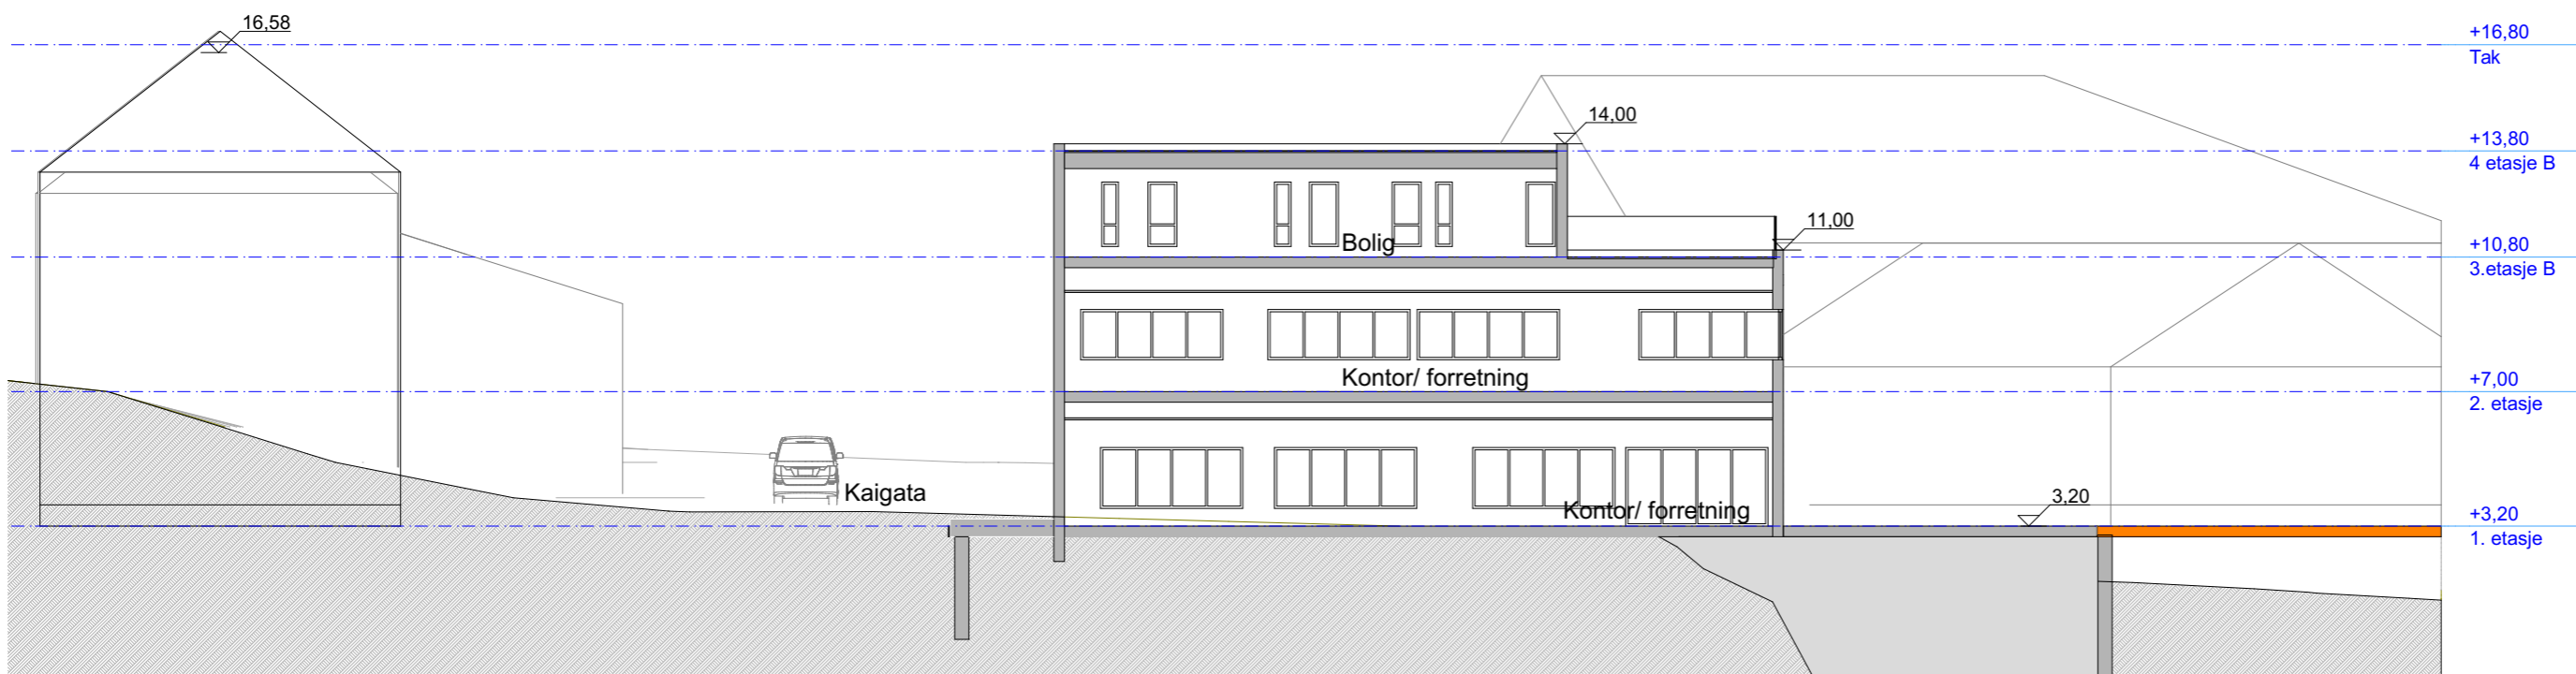 16,58
+16,80
Tak
14,00
+13,80
4 etasje B
11,00
Bolig
+10,80
3.etasje B
Kontor/ forretning
+7,00
2. etasje
Kaigata
Kontor/ forretning
3,20
+3,20
1. etasje